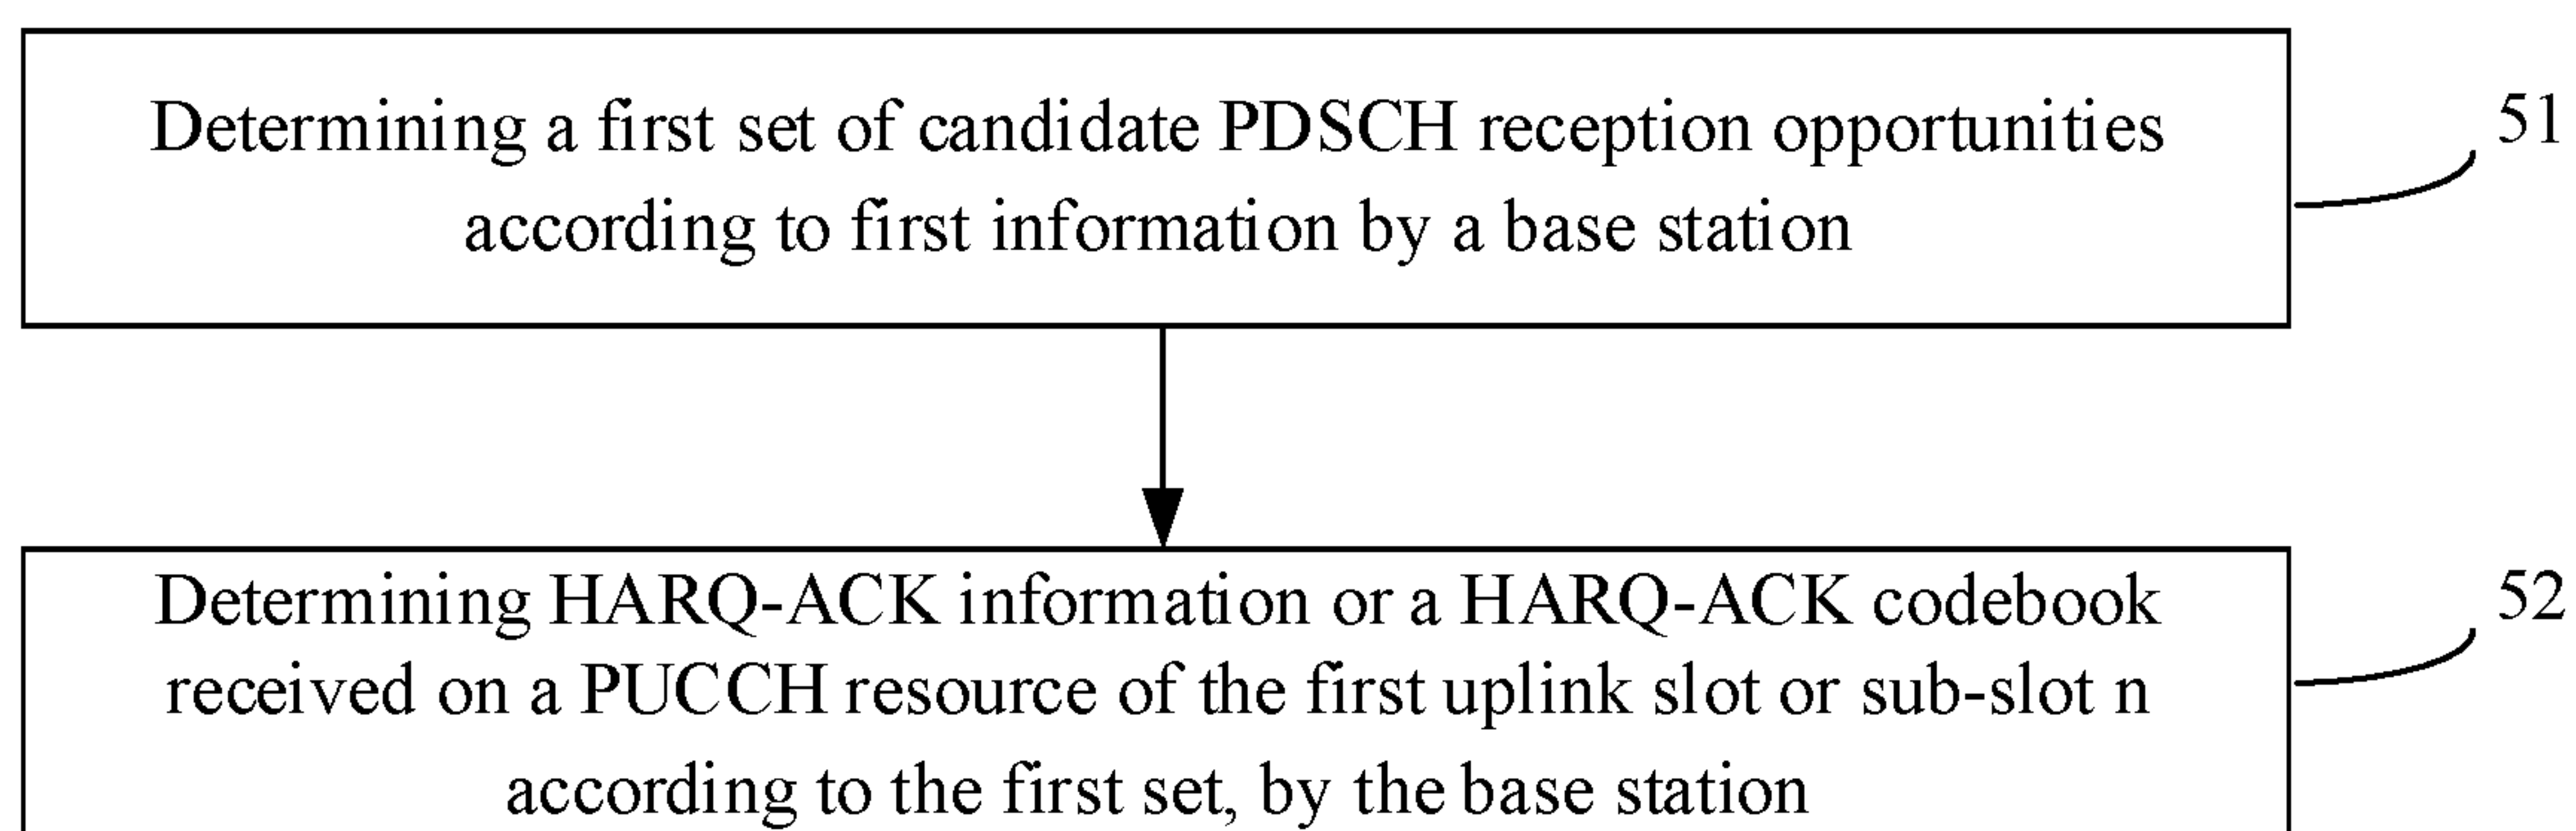 Determining a first set of candidate PDSCH reception opportunities
according to first information by a base station
51
Determining HARQ-ACK information or a HARQ-ACK codebook
received on a PUCCH resource of the first uplink slot or sub-slot n
according to the first set, by the base station
52